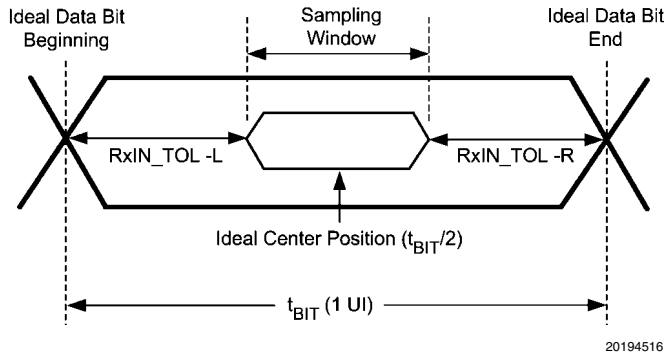 Ideal Data Bit
Beginning
Sampling
Window
Ideal Data Bit
End
RxIN_TOL -L
RxIN_TOL -R
Ideal Center Position (tBIT/2)
tBIT (1 UI)
20194516